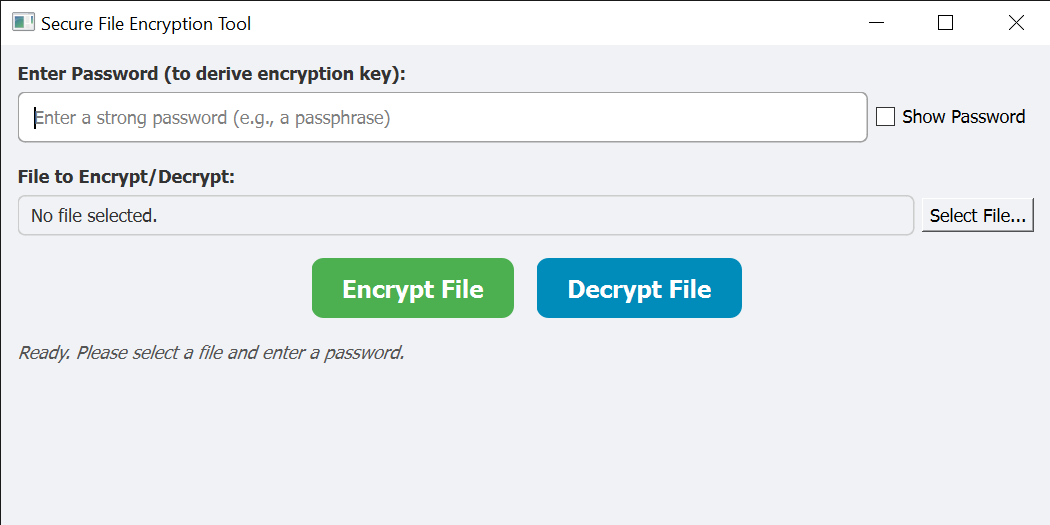 Secure File Encryption Tool
Enter Password (to derive encryption key):
Enter a strong password (e.g., a passphrase)
Show Password
File to Encrypt/Decrypt:
No file selected.
Select File...
Encrypt File
Decrypt File
Ready. Please select a file and enter a password.